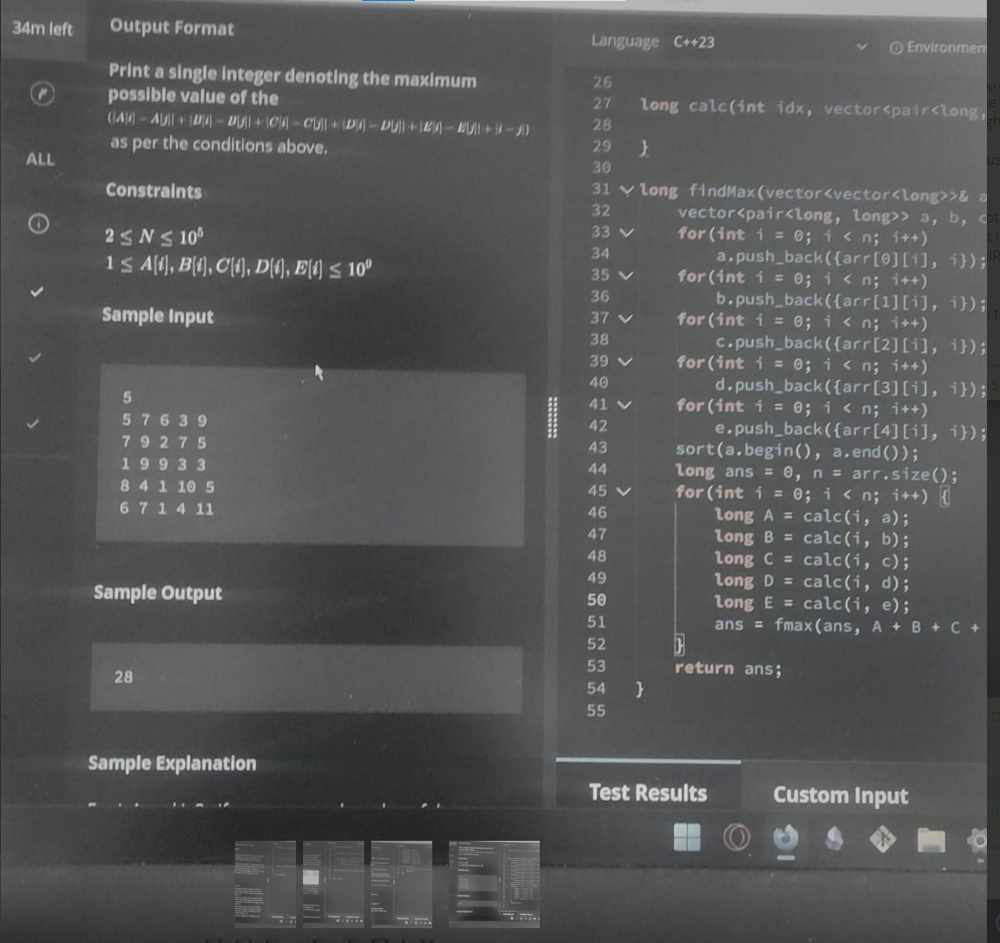 34m left
Output Format
Print a single integer denoting the maximum
possible value of the
(|A[i] − A[j]| + |B[i] − B[j]| + |C[i] − C[j]| + |D[i] − D[j]| + |E[i] − E[j]| + |i − j|)
as per the conditions above.
ALL
Constraints
2 ≤ N ≤ 10^5
1 ≤ A[i], B[i], C[i], D[i], E[i] ≤ 10^9
Sample Input
5
5 7 6 3 9
7 9 2 7 5
1 9 9 3 3
8 4 1 10 5
6 7 1 4 11
Sample Output
28
Sample Explanation
Language C++23
Environmen
26
27 long calc(int idx, vector<pair<long,
28
29 }
30
31 long findMax(vector<vector<long>>& a
32 vector<pair<long, long>> a, b, c
33 for(int i = 0; i < n; i++)
34 a.push_back({arr[0][i], i});
35 for(int i = 0; i < n; i++)
36 b.push_back({arr[1][i], i});
37 for(int i = 0; i < n; i++)
38 c.push_back({arr[2][i], i});
39 for(int i = 0; i < n; i++)
40 d.push_back({arr[3][i], i});
41 for(int i = 0; i < n; i++)
42 e.push_back({arr[4][i], i});
43 sort(a.begin(), a.end());
44 long ans = 0, n = arr.size();
45 for(int i = 0; i < n; i++) {
46 long A = calc(i, a);
47 long B = calc(i, b);
48 long C = calc(i, c);
49 long D = calc(i, d);
50 long E = calc(i, e);
51 ans = fmax(ans, A + B + C +
52 }
53 return ans;
54 }
55
Test Results
Custom Input